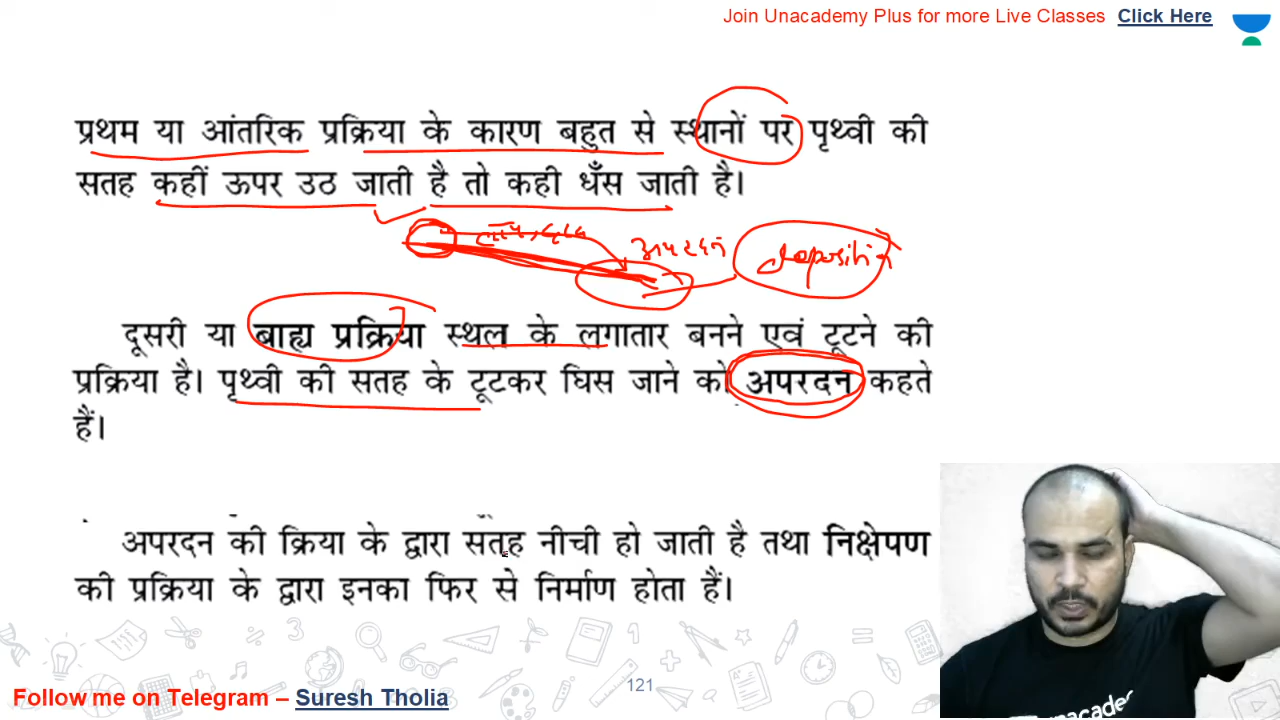 Join Unacademy Plus for more Live Classes Click Here
प्रथम या आंतरिक प्रक्रिया के कारण बहुत से स्थानों पर पृथ्वी की
सतह कहीं ऊपर उठ जाती है तो कही धँस जाती है।
अपरदन
deposition
दूसरी या बाह्य प्रक्रिया स्थल के लगातार बनने एवं टूटने की
प्रक्रिया है। पृथ्वी की सतह के टूटकर घिस जाने को अपरदन कहते
हैं।
अपरदन की क्रिया के द्वारा सतह नीची हो जाती है तथा निक्षेपण
की प्रक्रिया के द्वारा इनका फिर से निर्माण होता हैं।
121
Follow me on Telegram – Suresh Tholia
unacade